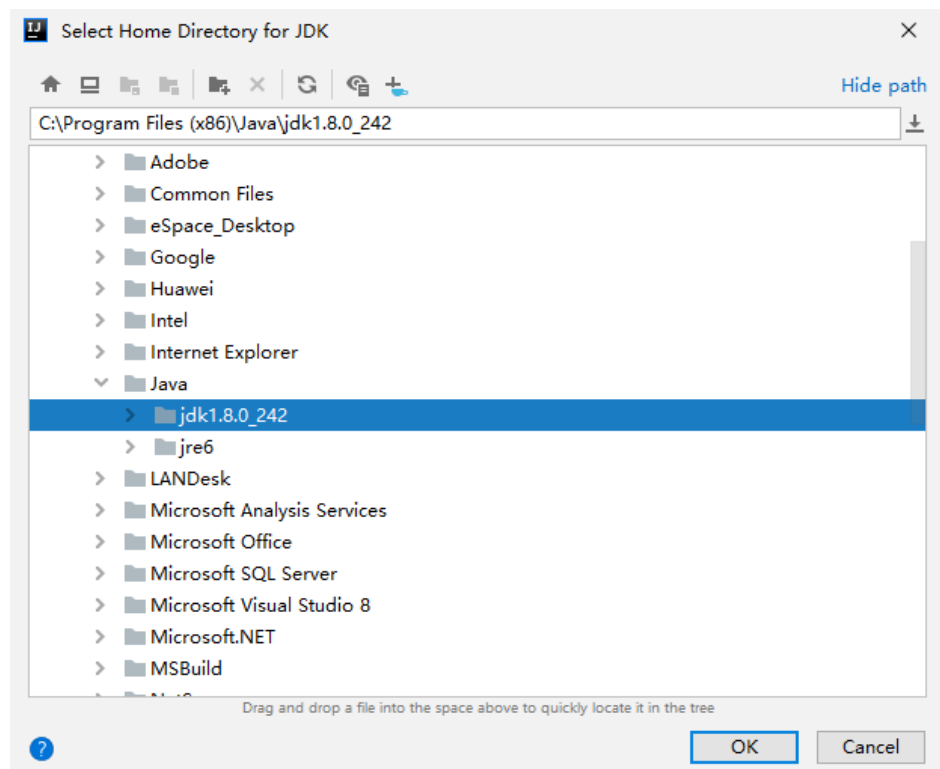 Select Home Directory for JDK
Hide path
C:\Program Files (x86)\Java\jdk1.8.0_242
Adobe
Common Files
eSpace_Desktop
Google
Huawei
Intel
Internet Explorer
Java
jdk1.8.0_242
jre6
LANDesk
Microsoft Analysis Services
Microsoft Office
Microsoft SQL Server
Microsoft Visual Studio 8
Microsoft.NET
MSBuild
Drag and drop a file into the space above to quickly locate it in the tree
OK
Cancel